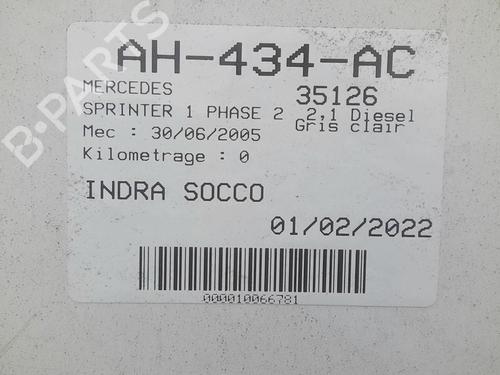 AH-434-AC
MERCEDES 35126
SPRINTER 1 PHASE 2 2,1 Diesel
Mec : 30/06/2005 Gris clair
Kilometrage : 0
INDRA SOCCO
01/02/2022
000010066781
B-PARTS